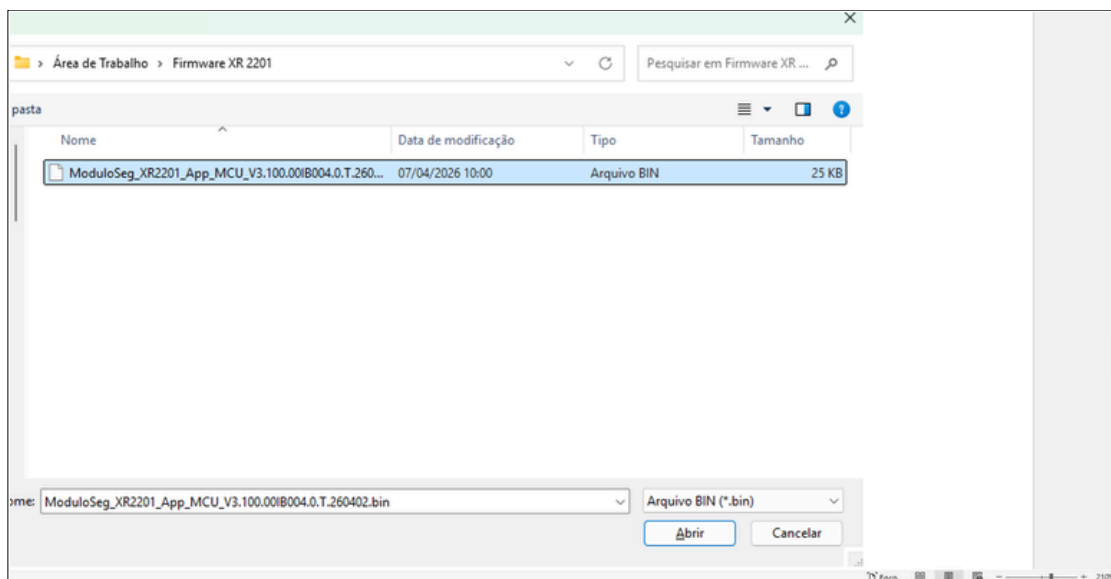 Área de Trabalho > Firmware XR 2201
Pesquisar em Firmware XR ...
pasta
Nome Data de modificação Tipo Tamanho
ModuloSeg_XR2201_App_MCU_V3.100.00IB004.0.T.260... 07/04/2026 10:00 Arquivo BIN 25 KB
ome: ModuloSeg_XR2201_App_MCU_V3.100.00IB004.0.T.260402.bin Arquivo BIN (*.bin)
Abrir Cancelar